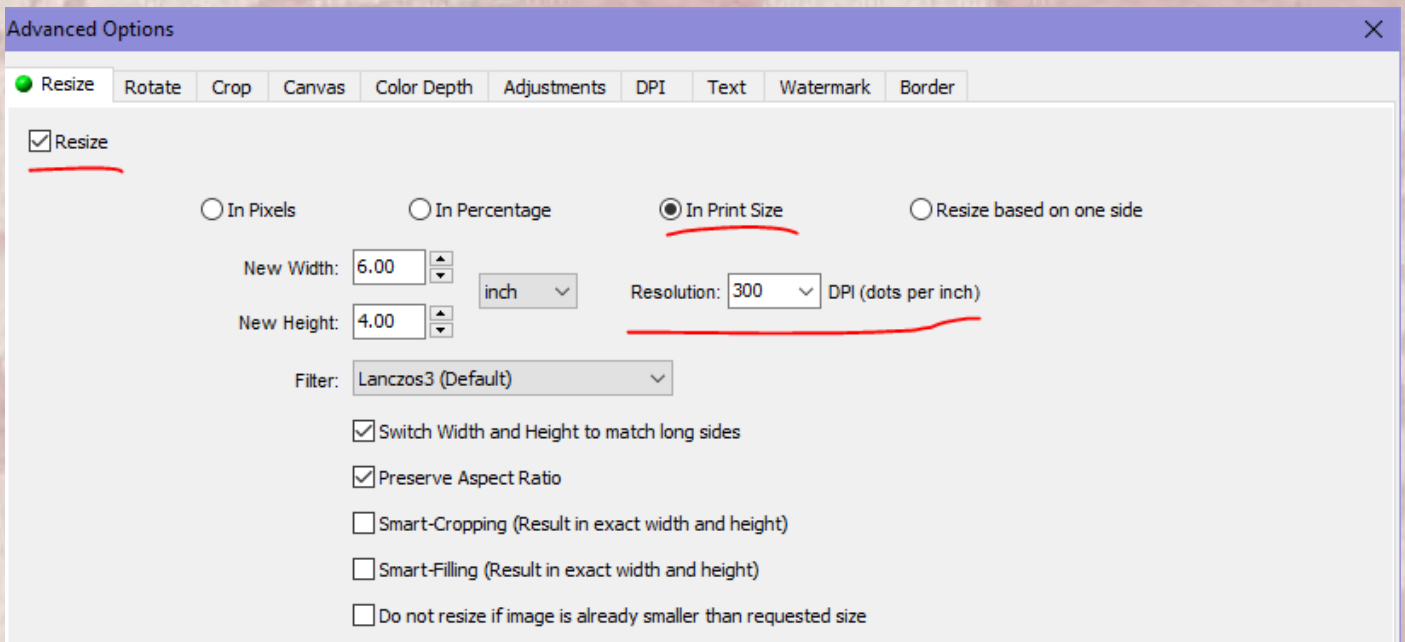 Advanced Options
Resize Rotate Crop Canvas Color Depth Adjustments DPI Text Watermark Border
Resize
In Pixels In Percentage In Print Size Resize based on one side
New Width: 6.00
inch Resolution: 300 DPI (dots per inch)
New Height: 4.00
Filter: Lanczos3 (Default)
Switch Width and Height to match long sides
Preserve Aspect Ratio
Smart-Cropping (Result in exact width and height)
Smart-Filling (Result in exact width and height)
Do not resize if image is already smaller than requested size